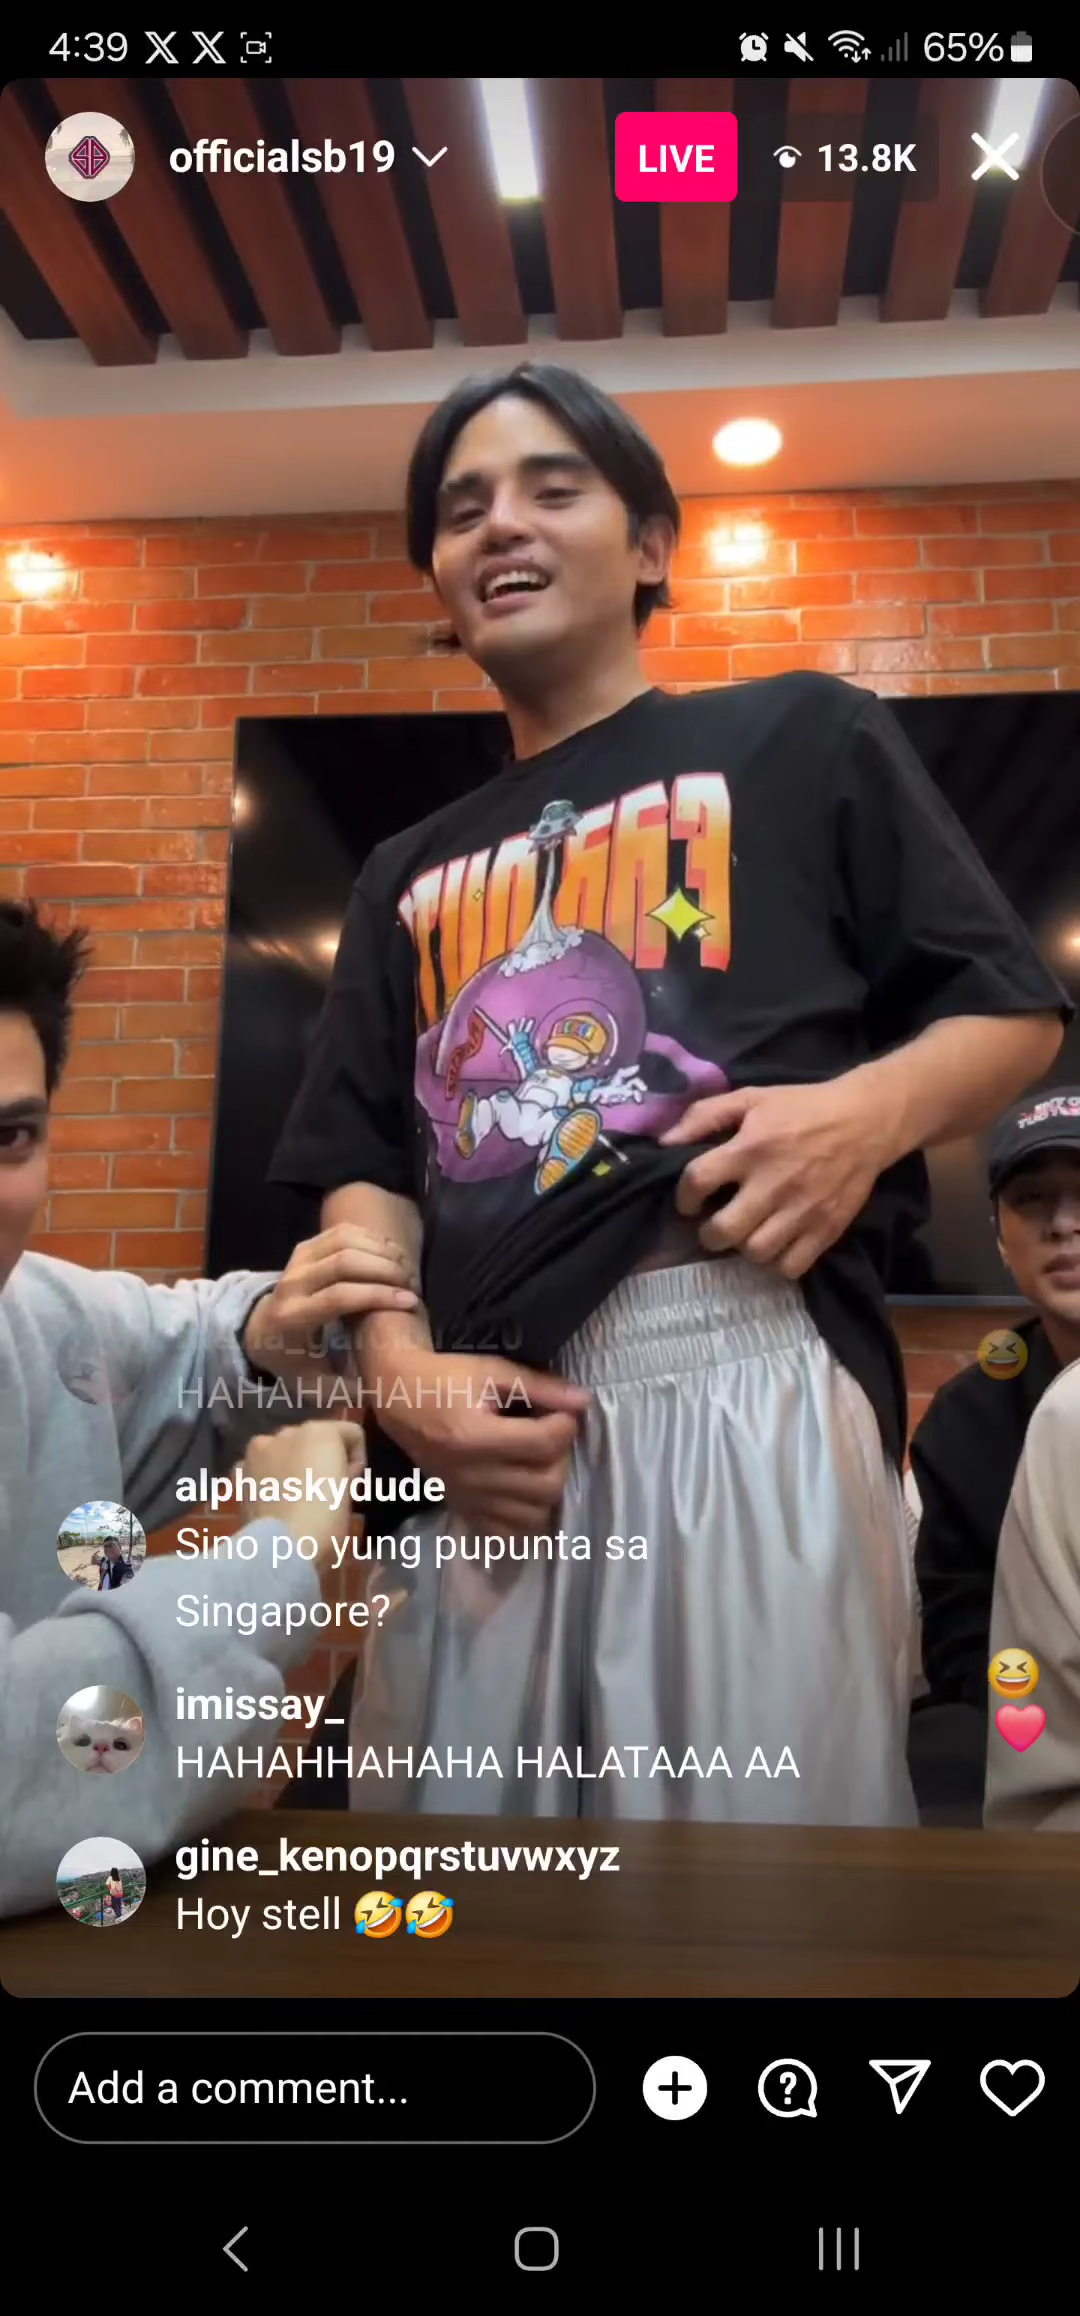 4:39
65%
officialsb19
LIVE
13.8K
HAHAHAHAHHAA
alphaskydude
Sino po yung pupunta sa
Singapore?
imissay_
HAHAHHAHAHA HALATAAA AA
gine_kenopqrstuvwxyz
Hoy stell 🤣🤣
Add a comment...